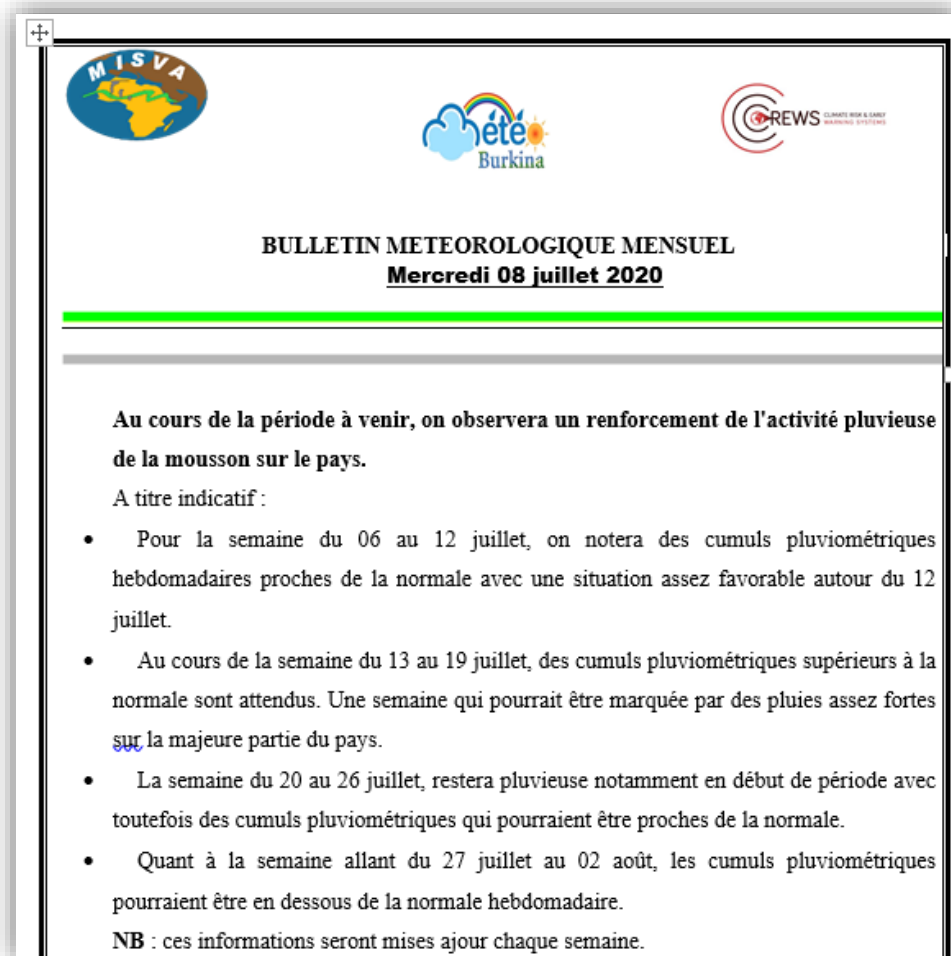 MISVA
Météo
Burkina
CREWS CLIMATE RISK & EARLY
WARNING SYSTEMS
BULLETIN METEOROLOGIQUE MENSUEL
Mercredi 08 juillet 2020
Au cours de la période à venir, on observera un renforcement de l'activité pluvieuse
de la mousson sur le pays.
A titre indicatif :
• Pour la semaine du 06 au 12 juillet, on notera des cumuls pluviométriques
hebdomadaires proches de la normale avec une situation assez favorable autour du 12
juillet.
• Au cours de la semaine du 13 au 19 juillet, des cumuls pluviométriques supérieurs à la
normale sont attendus. Une semaine qui pourrait être marquée par des pluies assez fortes
sur la majeure partie du pays.
• La semaine du 20 au 26 juillet, restera pluvieuse notamment en début de période avec
toutefois des cumuls pluviométriques qui pourraient être proches de la normale.
• Quant à la semaine allant du 27 juillet au 02 août, les cumuls pluviométriques
pourraient être en dessous de la normale hebdomadaire.
NB : ces informations seront mises ajour chaque semaine.